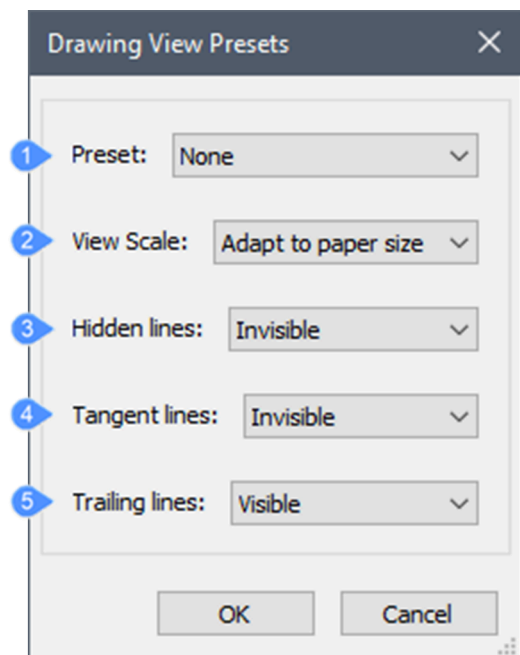 Drawing View Presets
1 Preset: None
2 View Scale: Adapt to paper size
3 Hidden lines: Invisible
4 Tangent lines: Invisible
5 Trailing lines: Visible
OK Cancel